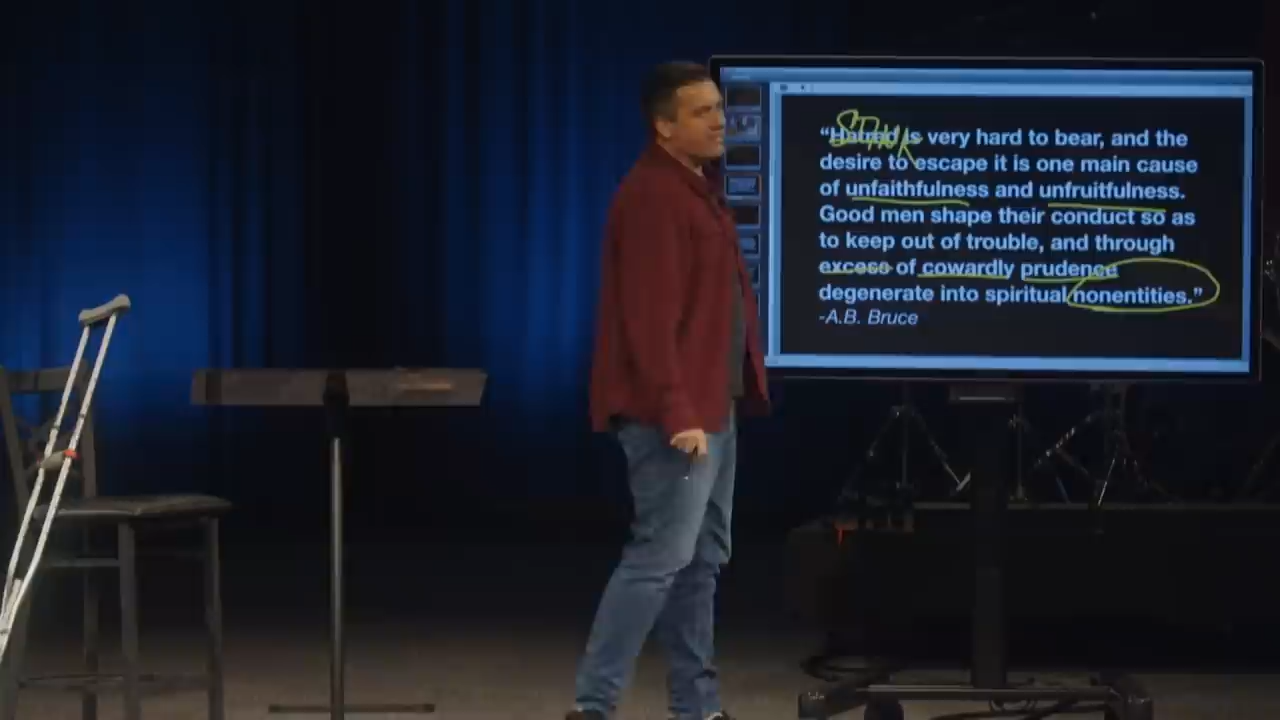 STINK
“Hatred is very hard to bear, and the
desire to escape it is one main cause
of unfaithfulness and unfruitfulness.
Good men shape their conduct so as
to keep out of trouble, and through
excess of cowardly prudence
degenerate into spiritual nonentities.”
-A.B. Bruce